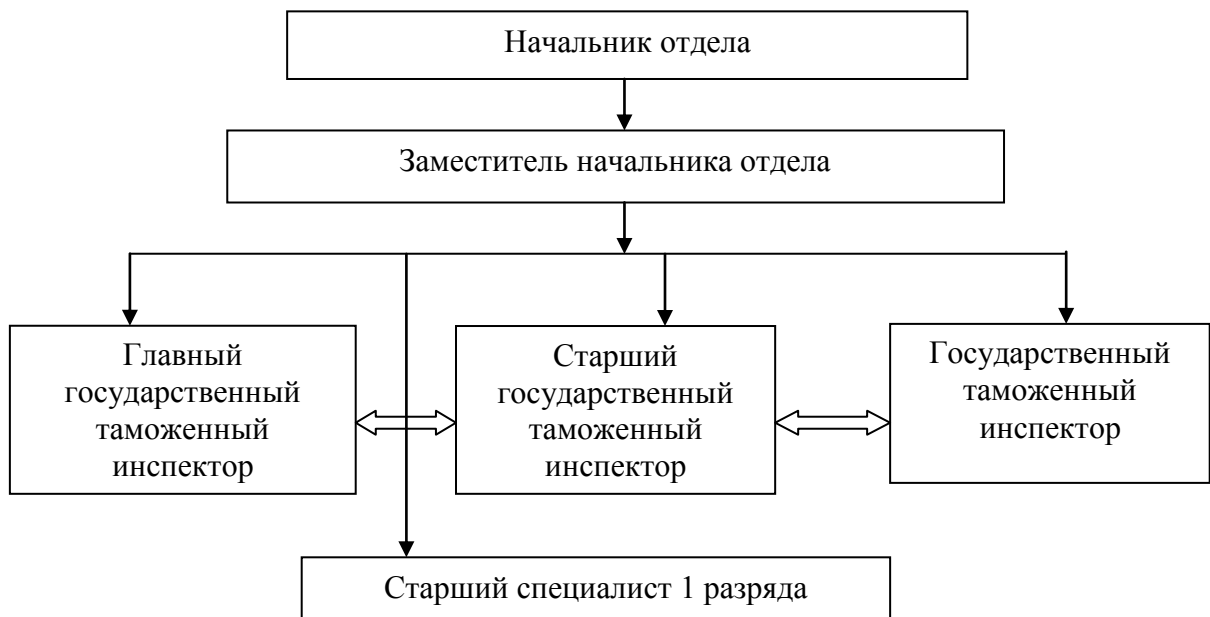 Начальник отдела
Заместитель начальника отдела
Главный
государственный
таможенный
инспектор
Старший
государственный
таможенный
инспектор
Государственный
таможенный
инспектор
Старший специалист 1 разряда